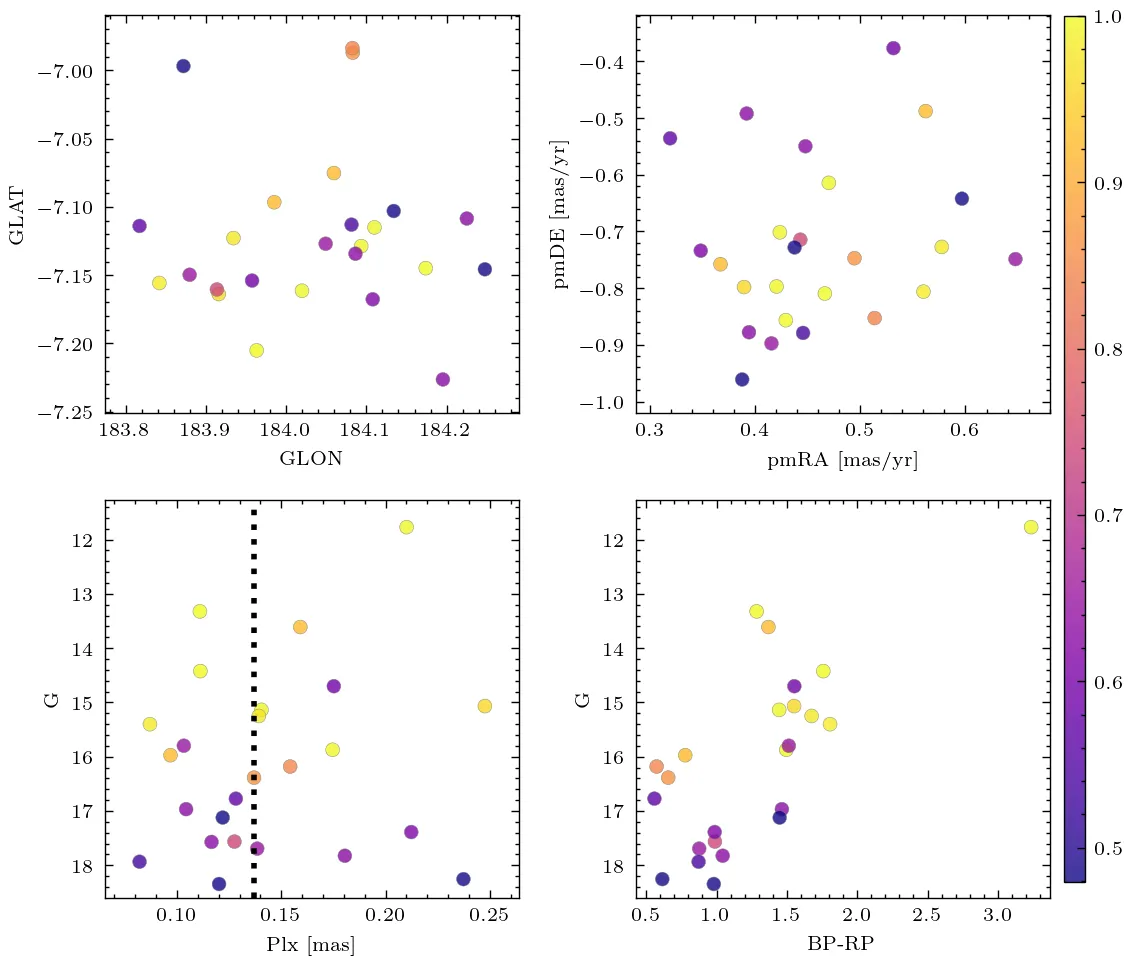 −7.00
−7.05
−7.10
−7.15
−7.20
−7.25
GLAT
183.8 183.9 184.0 184.1 184.2
GLON
−0.4
−0.5
−0.6
−0.7
−0.8
−0.9
−1.0
pmDE [mas/yr]
0.3 0.4 0.5 0.6
pmRA [mas/yr]
12
13
14
15
16
17
18
G
0.10 0.15 0.20 0.25
Plx [mas]
12
13
14
15
16
17
18
G
0.5 1.0 1.5 2.0 2.5 3.0
BP-RP
1.0
0.9
0.8
0.7
0.6
0.5